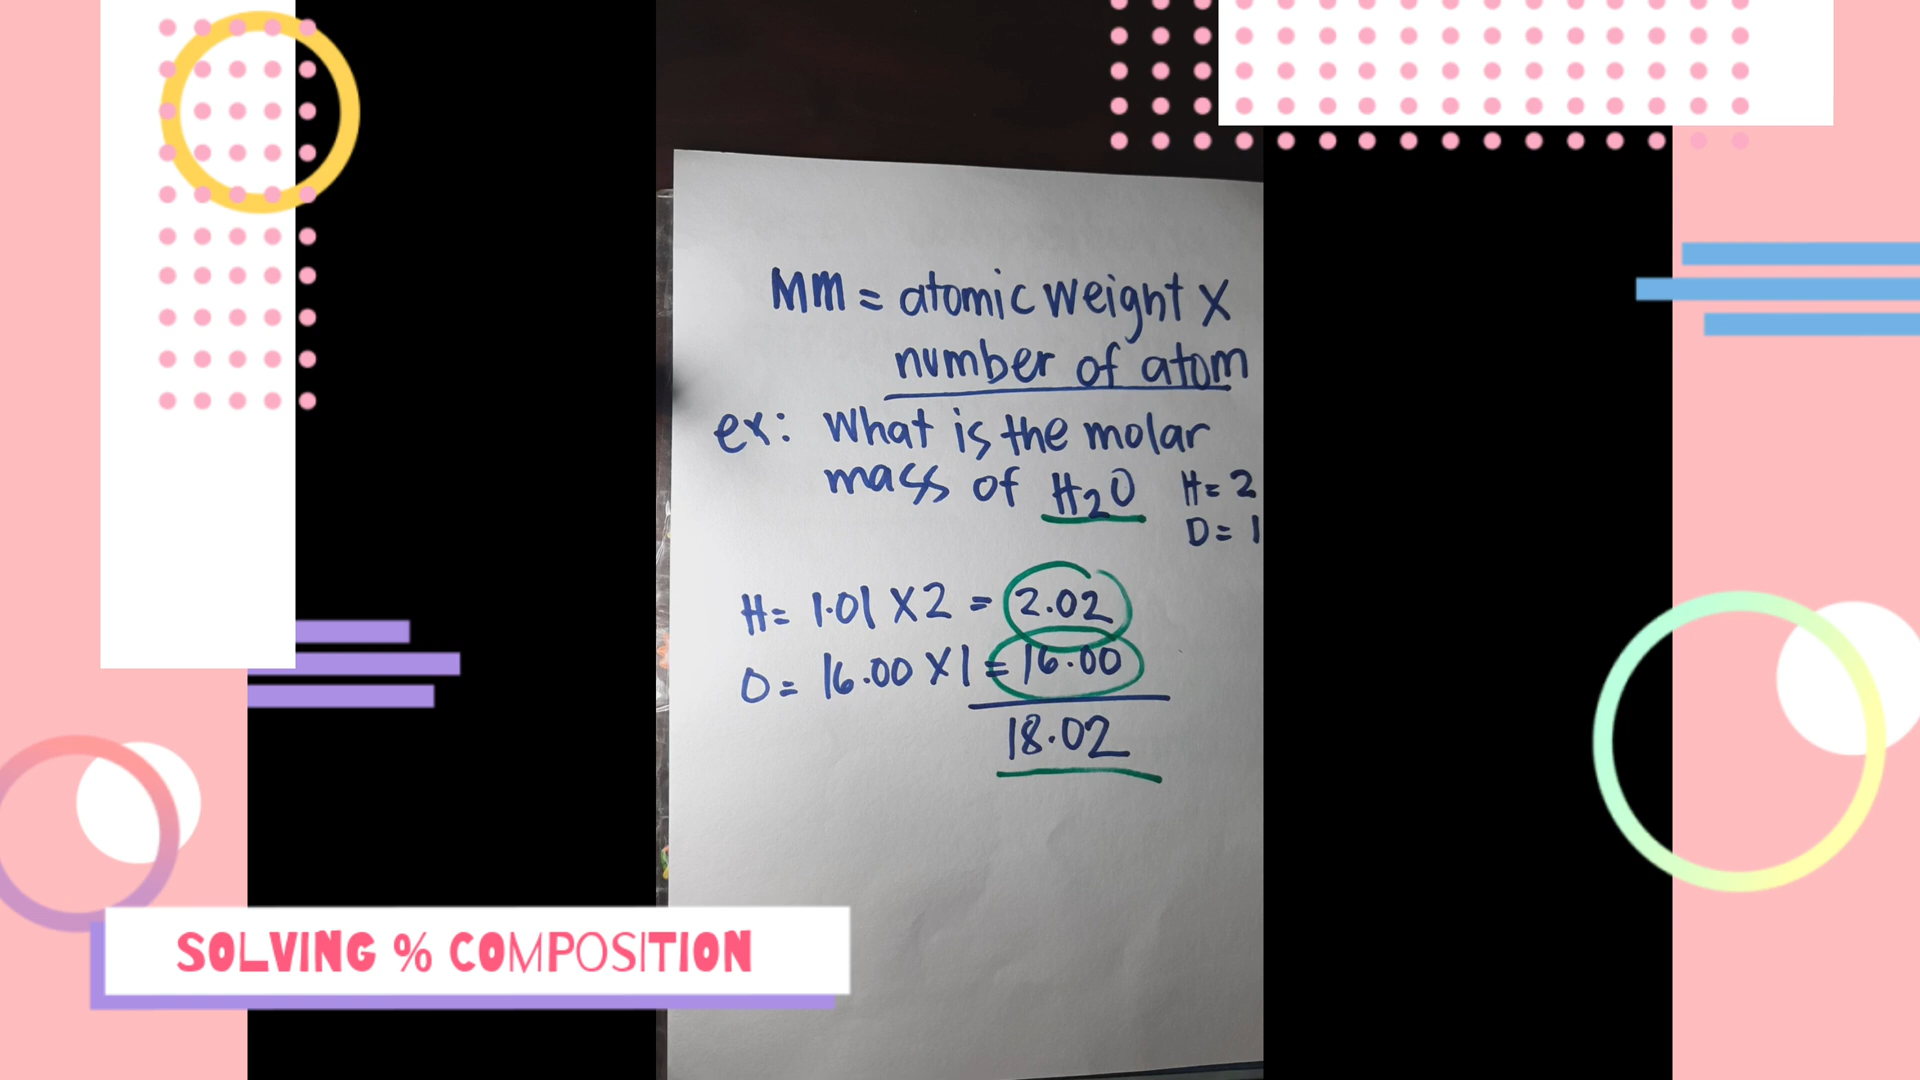 MM = atomic weight X
number of atom
ex: What is the molar
mass of H2O
H= 2
O= 1
H= 1.01 X 2 = 2.02
O= 16.00 X 1 = 16.00
18.02
SOLVING % COMPOSITION